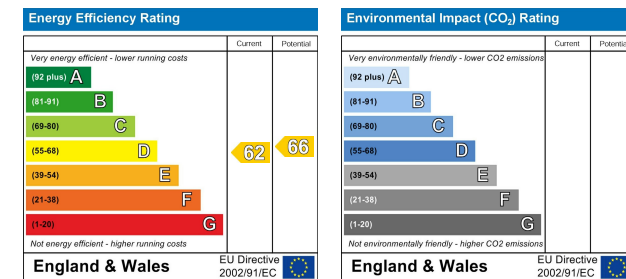 Energy Efficiency Rating
Current Potential
Very energy efficient - lower running costs
(92 plus) A
(81-91) B
(69-80) C
(55-68) D
62 66
(39-54) E
(21-38) F
(1-20) G
Not energy efficient - higher running costs
England & Wales
EU Directive
2002/91/EC
Environmental Impact (CO₂) Rating
Current Potential
Very environmentally friendly - lower CO2 emissions
(92 plus) A
(81-91) B
(69-80) C
(55-68) D
(39-54) E
(21-38) F
(1-20) G
Not environmentally friendly - higher CO2 emissions
England & Wales
EU Directive
2002/91/EC